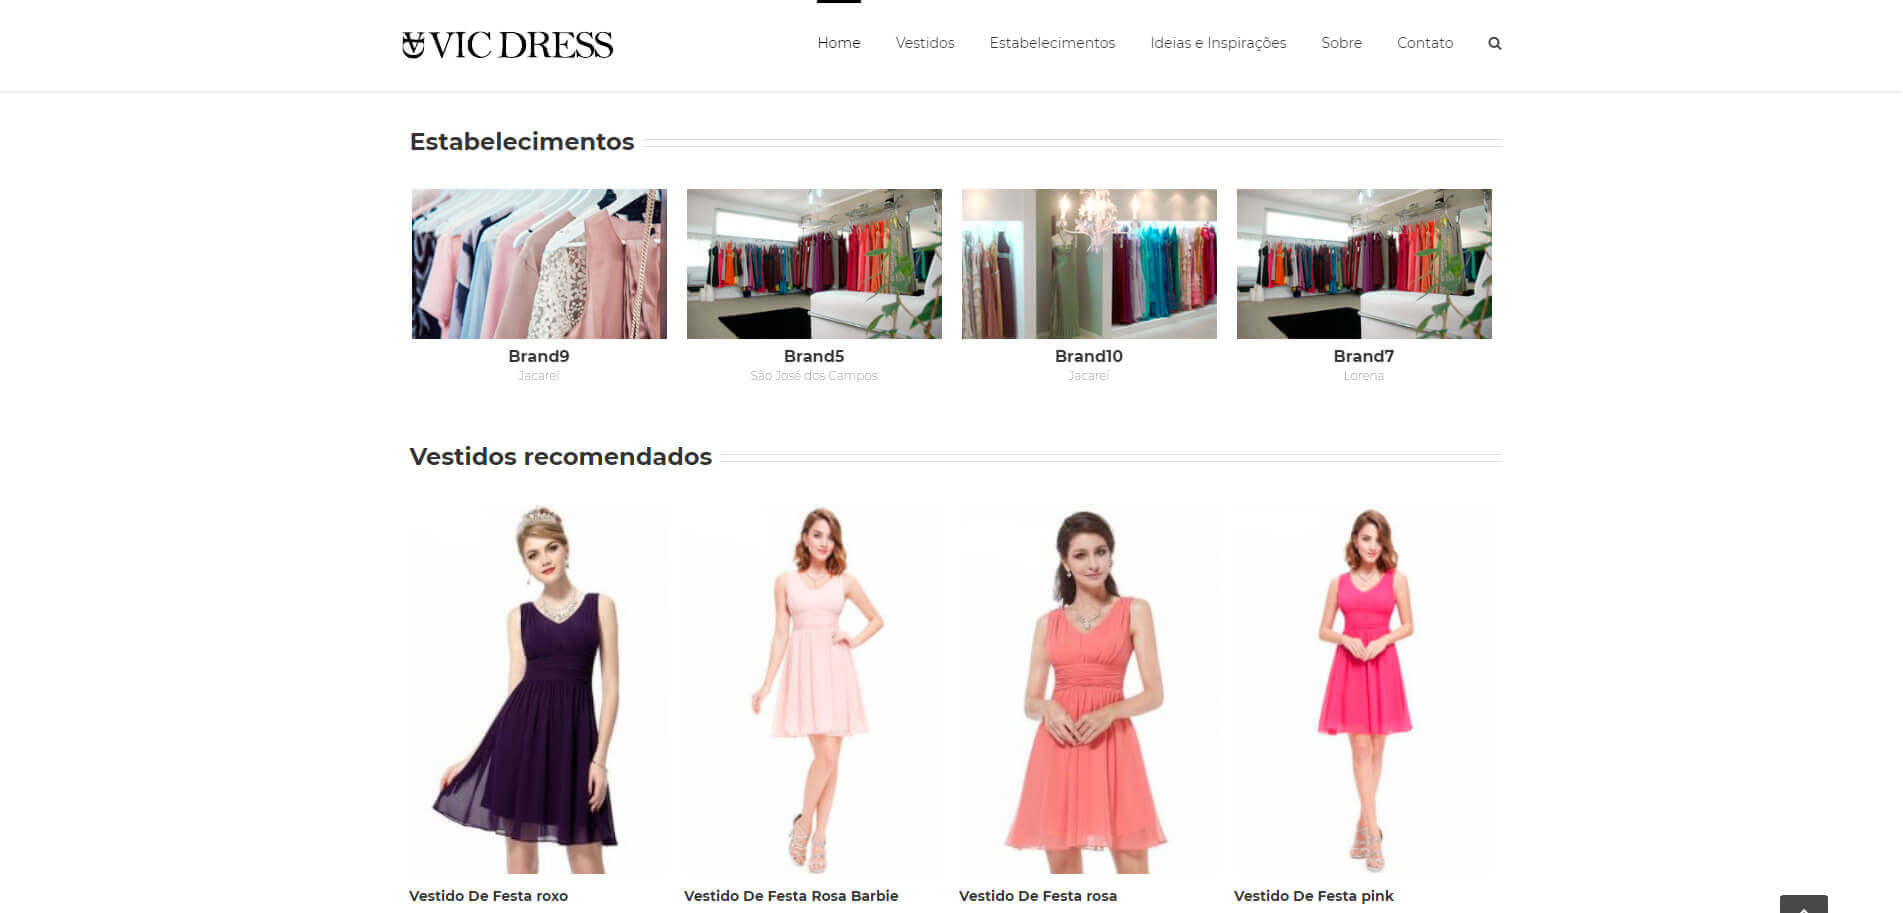 VIC DRESS
Home Vestidos Estabelecimentos Ideias e Inspirações Sobre Contato
Estabelecimentos
Brand9 Brand5 Brand10 Brand7
Jacareí São José dos Campos Jacareí Lorena
Vestidos recomendados
Vestido De Festa roxo Vestido De Festa Rosa Barbie Vestido De Festa rosa Vestido De Festa pink